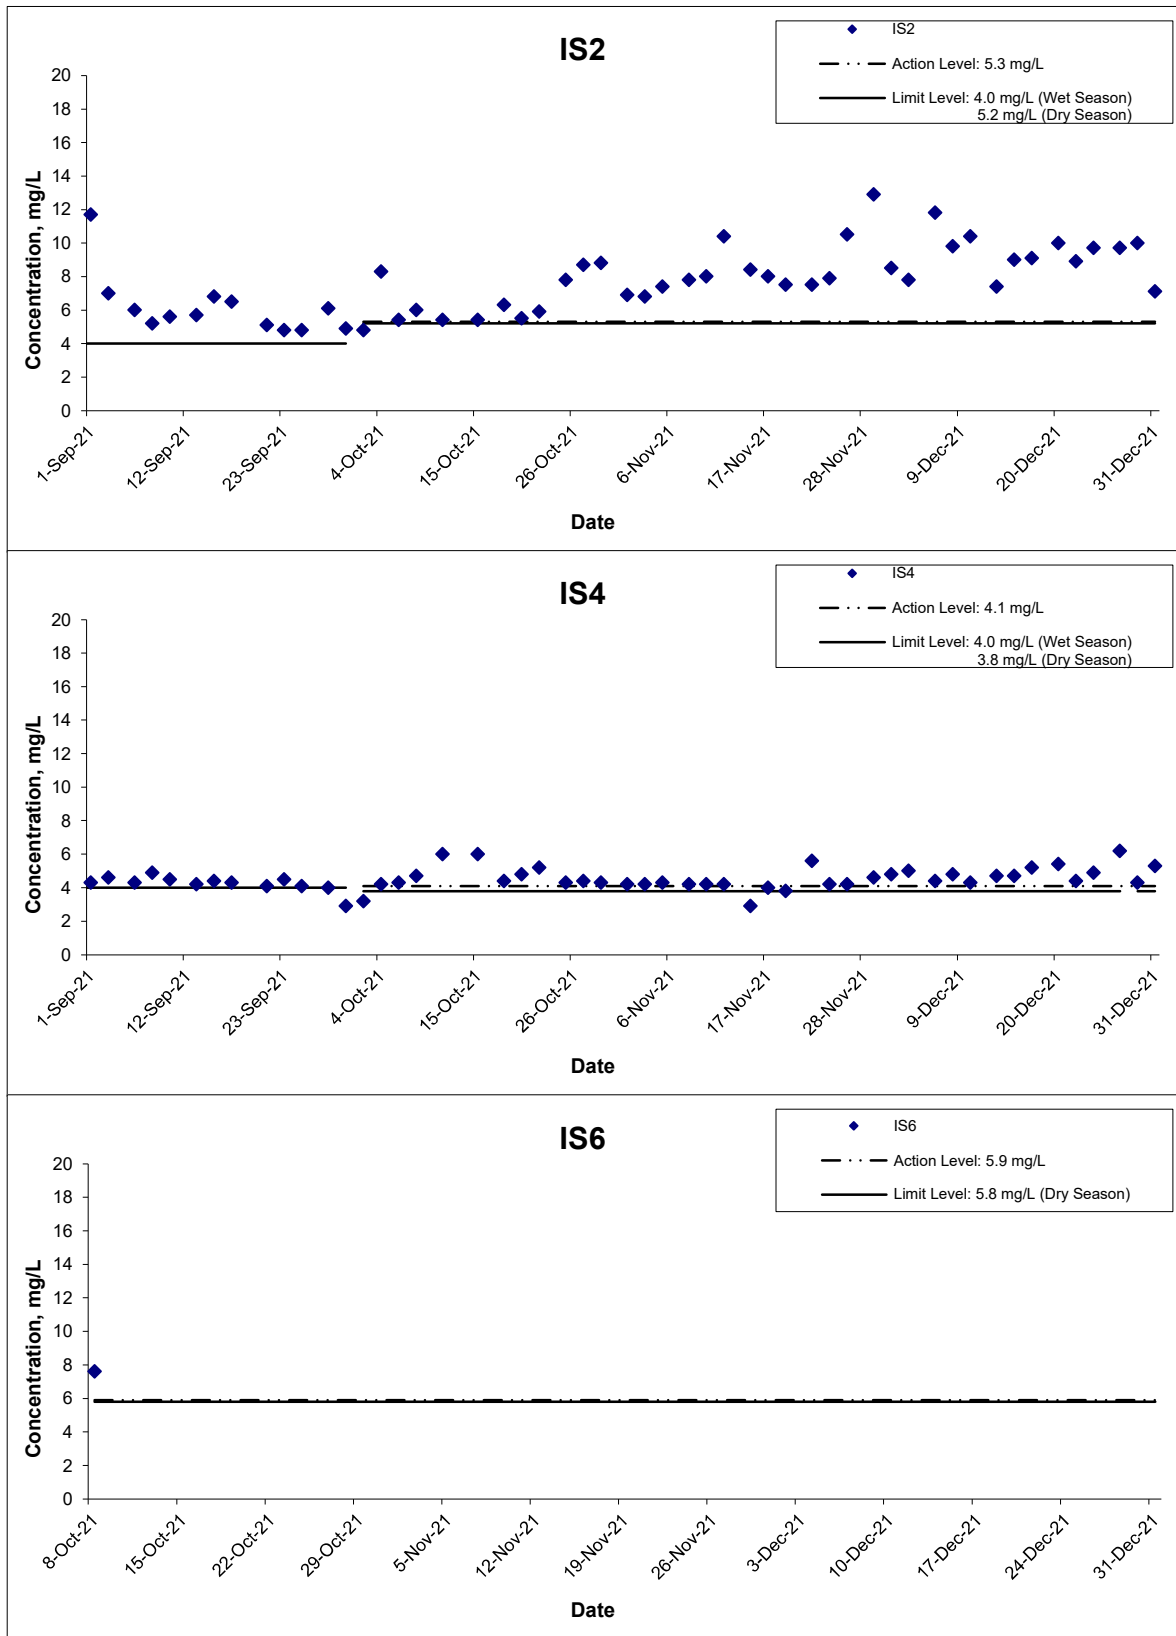 IS2
IS2
Action Level: 5.3 mg/L
Limit Level: 4.0 mg/L (Wet Season)
5.2 mg/L (Dry Season)
Concentration, mg/L
20
18
16
14
12
10
8
6
4
2
0
1-Sep-21
12-Sep-21
23-Sep-21
4-Oct-21
15-Oct-21
26-Oct-21
6-Nov-21
17-Nov-21
28-Nov-21
9-Dec-21
20-Dec-21
31-Dec-21
Date
IS4
IS4
Action Level: 4.1 mg/L
Limit Level: 4.0 mg/L (Wet Season)
3.8 mg/L (Dry Season)
Concentration, mg/L
20
18
16
14
12
10
8
6
4
2
0
1-Sep-21
12-Sep-21
23-Sep-21
4-Oct-21
15-Oct-21
26-Oct-21
6-Nov-21
17-Nov-21
28-Nov-21
9-Dec-21
20-Dec-21
31-Dec-21
Date
IS6
IS6
Action Level: 5.9 mg/L
Limit Level: 5.8 mg/L (Dry Season)
Concentration, mg/L
20
18
16
14
12
10
8
6
4
2
0
8-Oct-21
15-Oct-21
22-Oct-21
29-Oct-21
5-Nov-21
12-Nov-21
19-Nov-21
26-Nov-21
3-Dec-21
10-Dec-21
17-Dec-21
24-Dec-21
31-Dec-21
Date